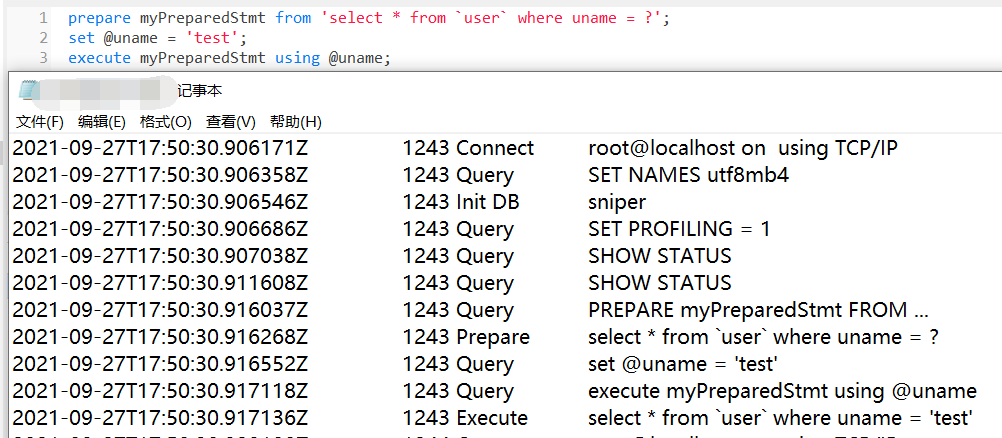 1 prepare myPreparedStmt from 'select * from `user` where uname = ?';
2 set @uname = 'test';
3 execute myPreparedStmt using @uname;
记事本
文件(F) 编辑(E) 格式(O) 查看(V) 帮助(H)
2021-09-27T17:50:30.906171Z 1243 Connect root@localhost on  using TCP/IP
2021-09-27T17:50:30.906358Z 1243 Query SET NAMES utf8mb4
2021-09-27T17:50:30.906546Z 1243 Init DB sniper
2021-09-27T17:50:30.906686Z 1243 Query SET PROFILING = 1
2021-09-27T17:50:30.907038Z 1243 Query SHOW STATUS
2021-09-27T17:50:30.911608Z 1243 Query SHOW STATUS
2021-09-27T17:50:30.916037Z 1243 Query PREPARE myPreparedStmt FROM ...
2021-09-27T17:50:30.916268Z 1243 Prepare select * from `user` where uname = ?
2021-09-27T17:50:30.916552Z 1243 Query set @uname = 'test'
2021-09-27T17:50:30.917118Z 1243 Query execute myPreparedStmt using @uname
2021-09-27T17:50:30.917136Z 1243 Execute select * from `user` where uname = 'test'